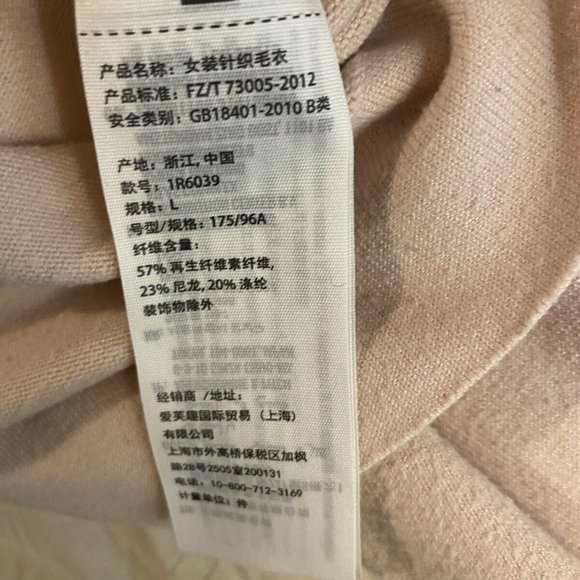 产品名称：女装针织毛衣
产品标准：FZ/T 73005-2012
安全类别：GB18401-2010 B类
产地：浙江, 中国
款号：1R6039
规格：L
号型/规格：175/96A
纤维含量：
57% 再生纤维素纤维,
23% 尼龙, 20% 涤纶
装饰物除外
经销商 /地址：
爱芙趣国际贸易（上海）
有限公司
上海市外高桥保税区加枫
路28号2505室200131
电话：10-800-712-3169
计量单位：件